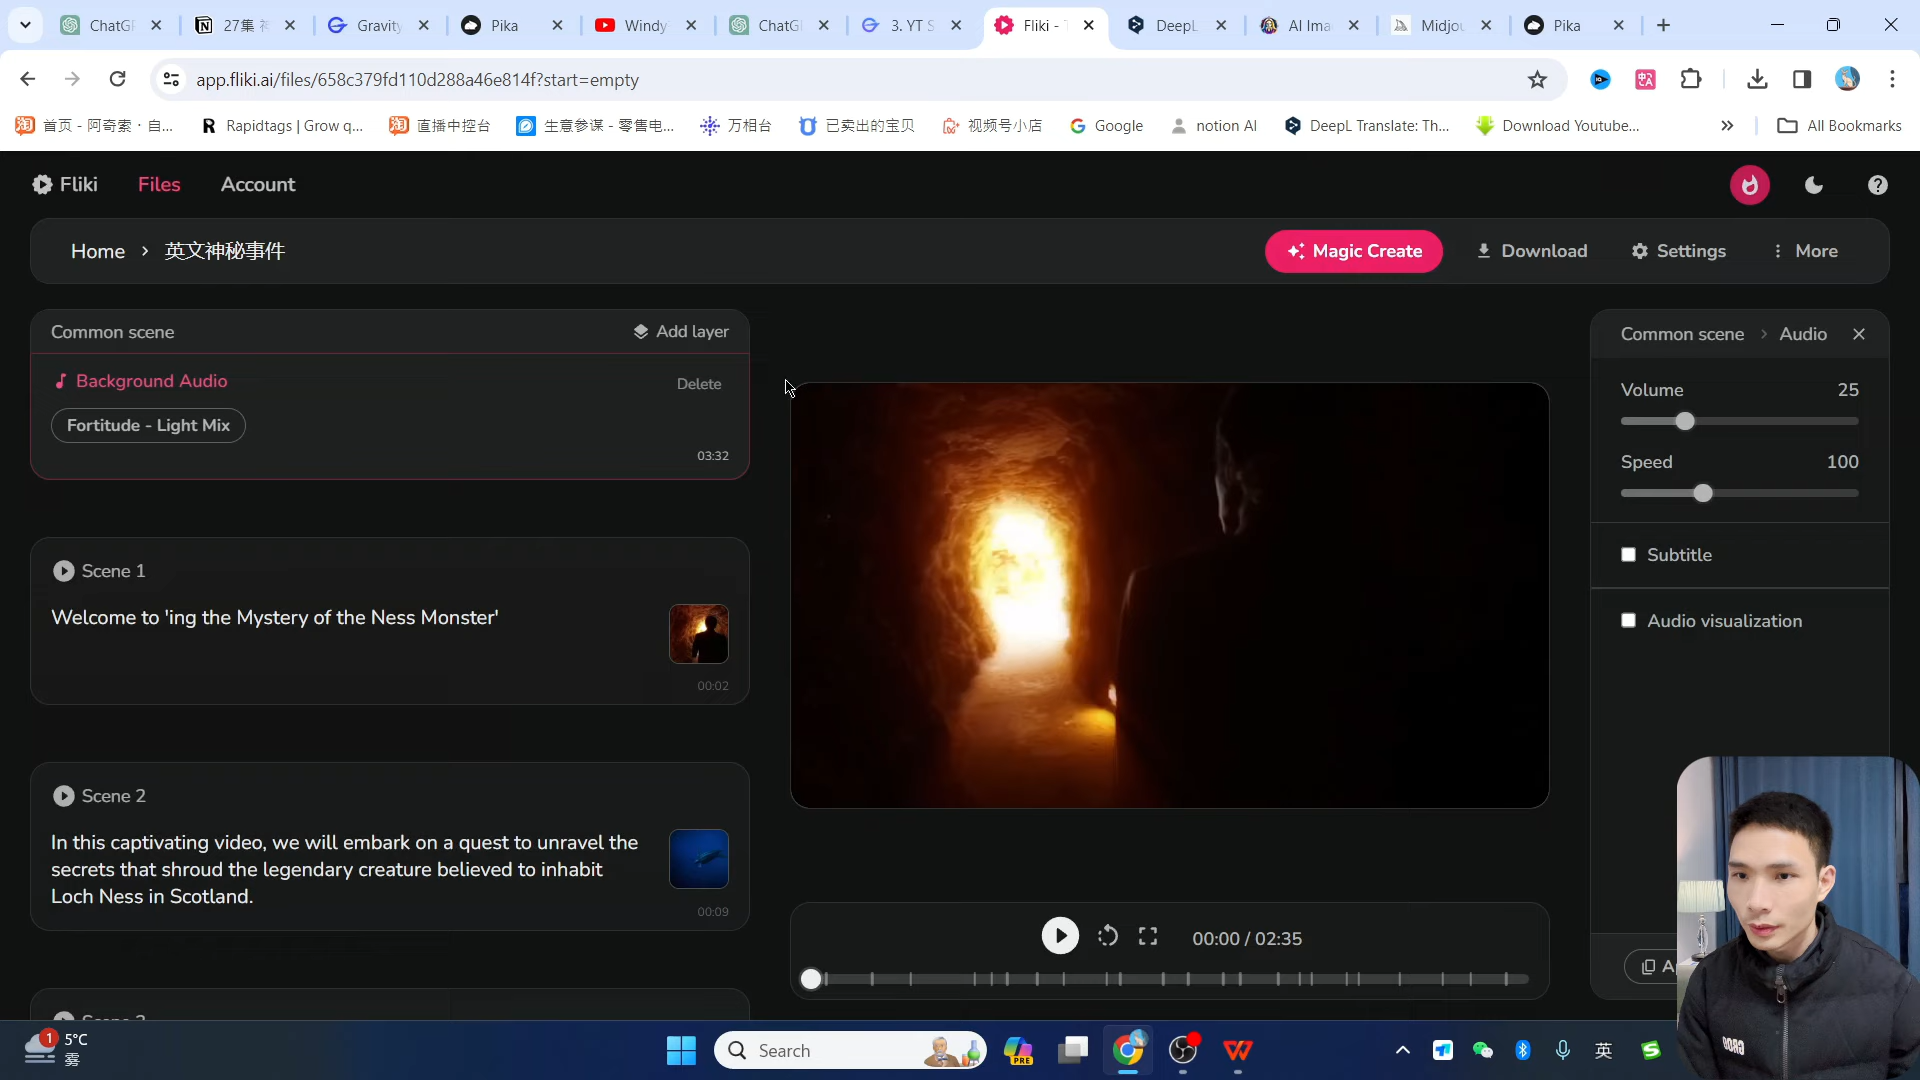 ChatG
27集
Gravity
Pika
Windy
ChatG
3. YT S
Fliki -
DeepL
AI Ima
Midjou
Pika
app.fliki.ai/files/658c379fd110d288a46e814f?start=empty
首页 - 阿奇索 · 自...
Rapidtags | Grow q...
直播中控台
生意参谋 - 零售电...
万相台
已卖出的宝贝
视频号小店
Google
notion AI
DeepL Translate: Th...
Download Youtube...
All Bookmarks
Fliki
Files
Account
Home › 英文神秘事件
Magic Create
Download
Settings
More
Common scene
Add layer
Background Audio
Delete
Fortitude - Light Mix
03:32
Scene 1
Welcome to 'ing the Mystery of the Ness Monster'
00:02
Scene 2
In this captivating video, we will embark on a quest to unravel the
secrets that shroud the legendary creature believed to inhabit
Loch Ness in Scotland.
00:09
00:00 / 02:35
Common scene › Audio
Volume 25
Speed 100
Subtitle
Audio visualization
1
5°C
雾
Search
PRE
英